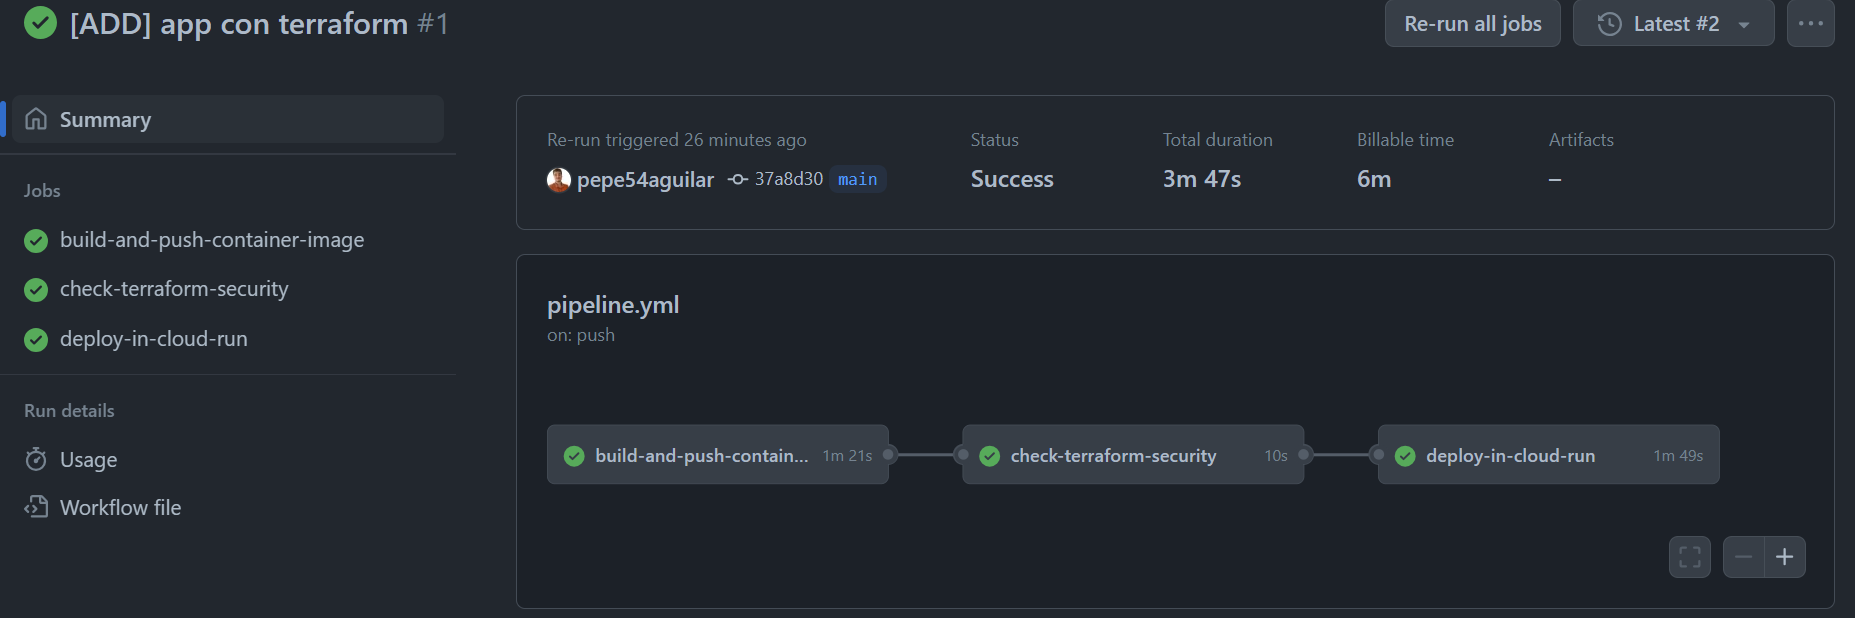 [ADD] app con terraform #1
Re-run all jobs
Latest #2
Summary
Jobs
build-and-push-container-image
check-terraform-security
deploy-in-cloud-run
Run details
Usage
Workflow file
Re-run triggered 26 minutes ago
pepe54aguilar 37a8d30 main
Status
Success
Total duration
3m 47s
Billable time
6m
Artifacts
–
pipeline.yml
on: push
build-and-push-contain... 1m 21s
check-terraform-security 10s
deploy-in-cloud-run 1m 49s